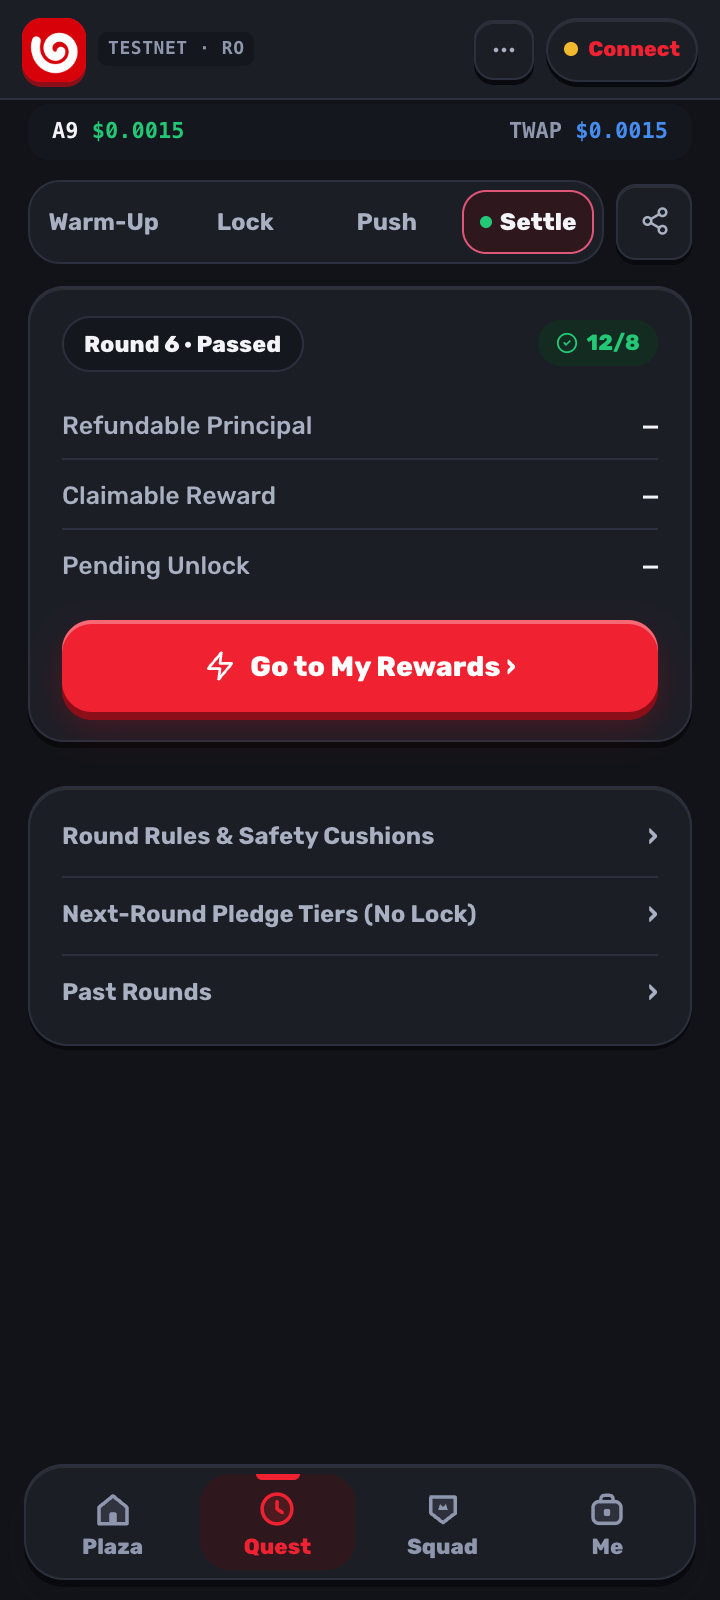 TESTNET · RO
Connect
A9 $0.0015
TWAP $0.0015
Warm-Up
Lock
Push
Settle
Round 6 • Passed
12/8
Refundable Principal –
Claimable Reward –
Pending Unlock –
Go to My Rewards ›
Round Rules & Safety Cushions ›
Next-Round Pledge Tiers (No Lock) ›
Past Rounds ›
Plaza
Quest
Squad
Me